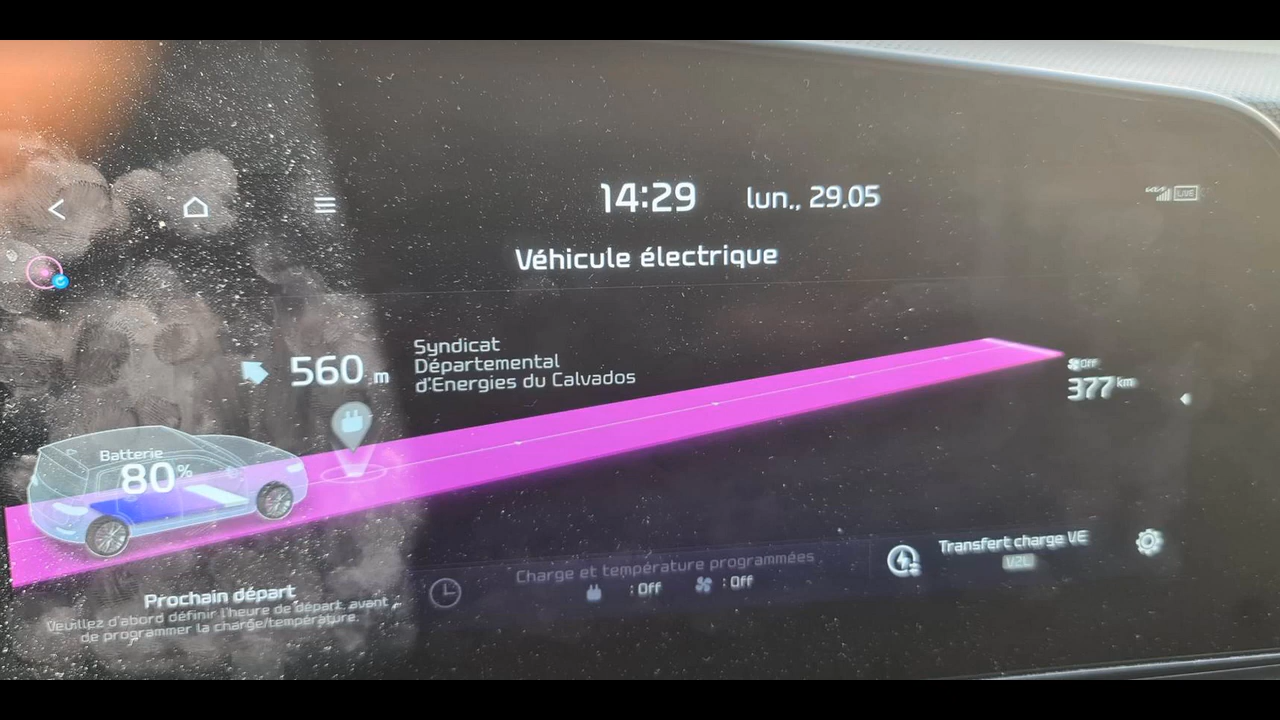 14:29 lun., 29.05
LIVE
Véhicule électrique
560 m
Syndicat
Départemental
d'Energies du Calvados
Off
377 km
Batterie
80%
Transfert charge VE
V2L
Charge et température programmées
: Off : Off
Prochain départ
Veuillez d'abord définir l'heure de départ avant
de programmer la charge/température.